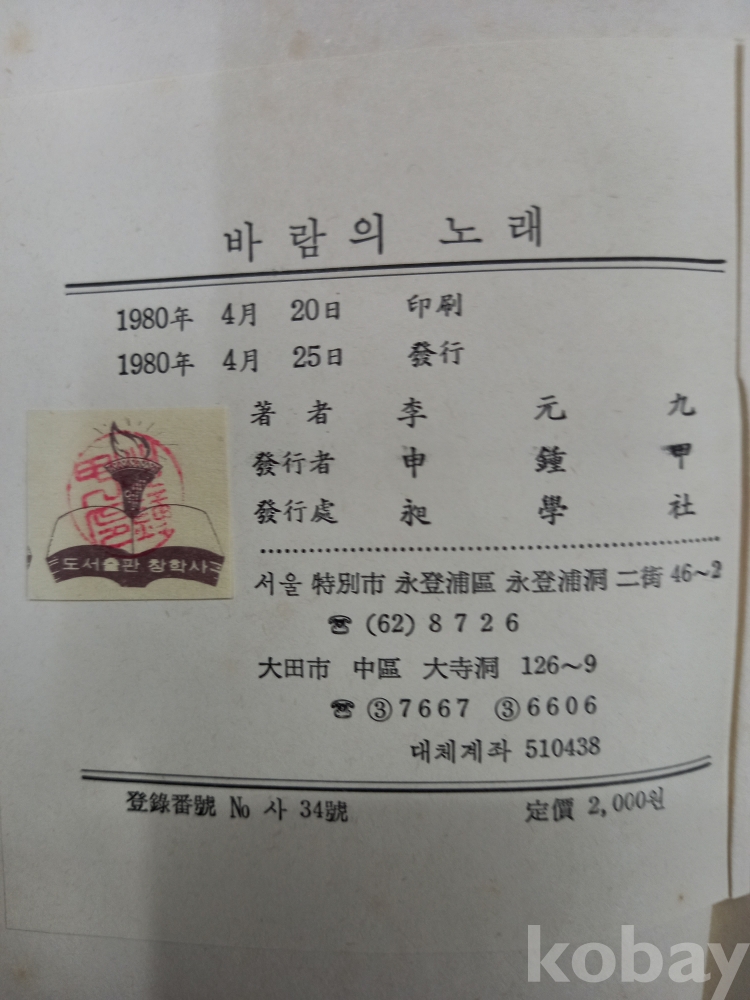 바람의 노래
1980年 4月 20日 印刷
1980年 4月 25日 發行
著者 李元九
發行者 申鍾甲
發行處 昶學社
도서출판 창학사
서울 特別市 永登浦區 永登浦洞 二街 46~2
☎ (62) 8726
大田市 中區 大寺洞 126~9
☎ ③7667 ③6606
대체계좌 510438
登錄番號 No 사 34號 定價 2,000원
kobay